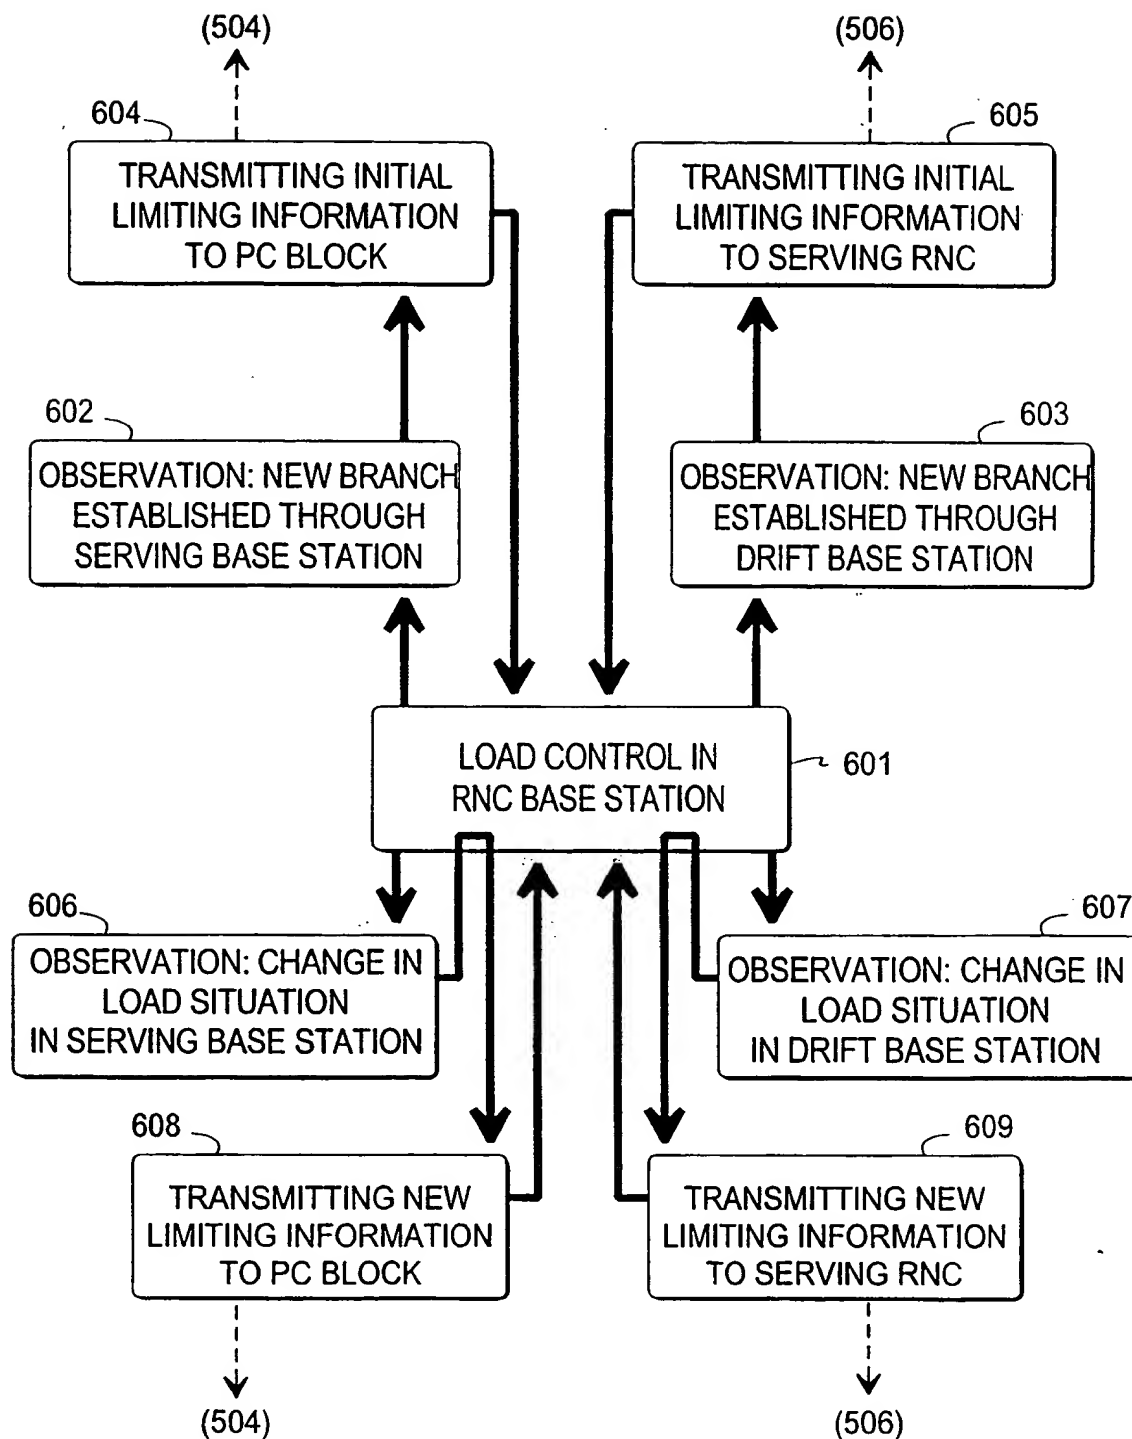 (504)
(506)
604
605
TRANSMITTING INITIAL
LIMITING INFORMATION
TO PC BLOCK
TRANSMITTING INITIAL
LIMITING INFORMATION
TO SERVING RNC
602
603
OBSERVATION: NEW BRANCH
ESTABLISHED THROUGH
SERVING BASE STATION
OBSERVATION: NEW BRANCH
ESTABLISHED THROUGH
DRIFT BASE STATION
LOAD CONTROL IN
RNC BASE STATION
601
606
607
OBSERVATION: CHANGE IN
LOAD SITUATION
IN SERVING BASE STATION
OBSERVATION: CHANGE IN
LOAD SITUATION
IN DRIFT BASE STATION
608
609
TRANSMITTING NEW
LIMITING INFORMATION
TO PC BLOCK
TRANSMITTING NEW
LIMITING INFORMATION
TO SERVING RNC
(504)
(506)